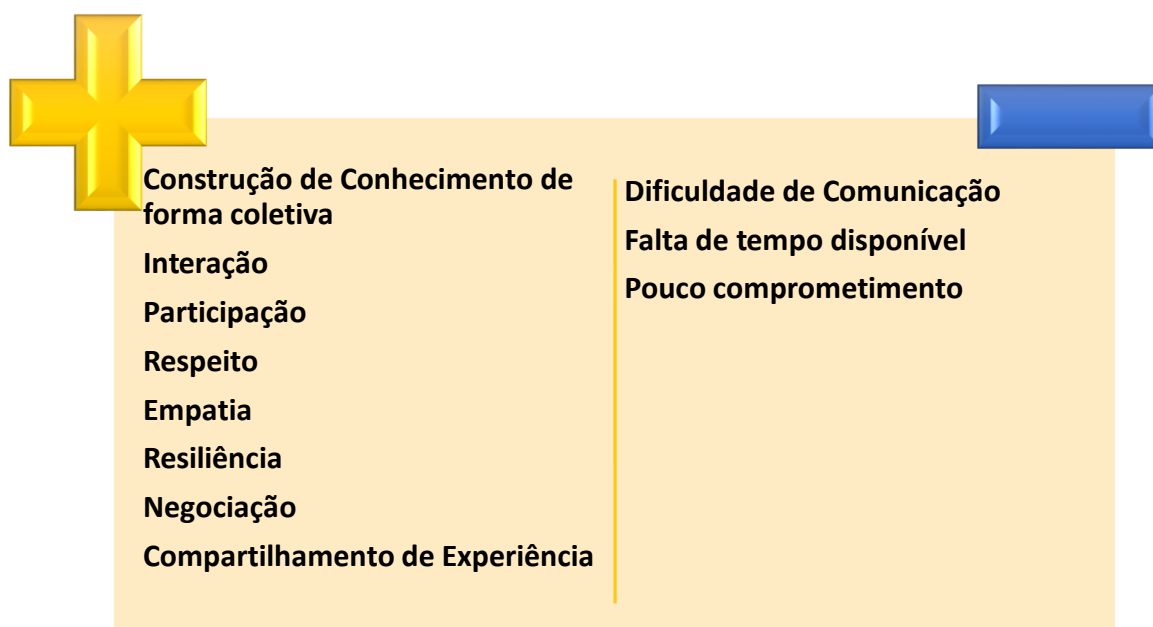 Construção de Conhecimento de
forma coletiva
Interação
Participação
Respeito
Empatia
Resiliência
Negociação
Compartilhamento de Experiência
Dificuldade de Comunicação
Falta de tempo disponível
Pouco comprometimento